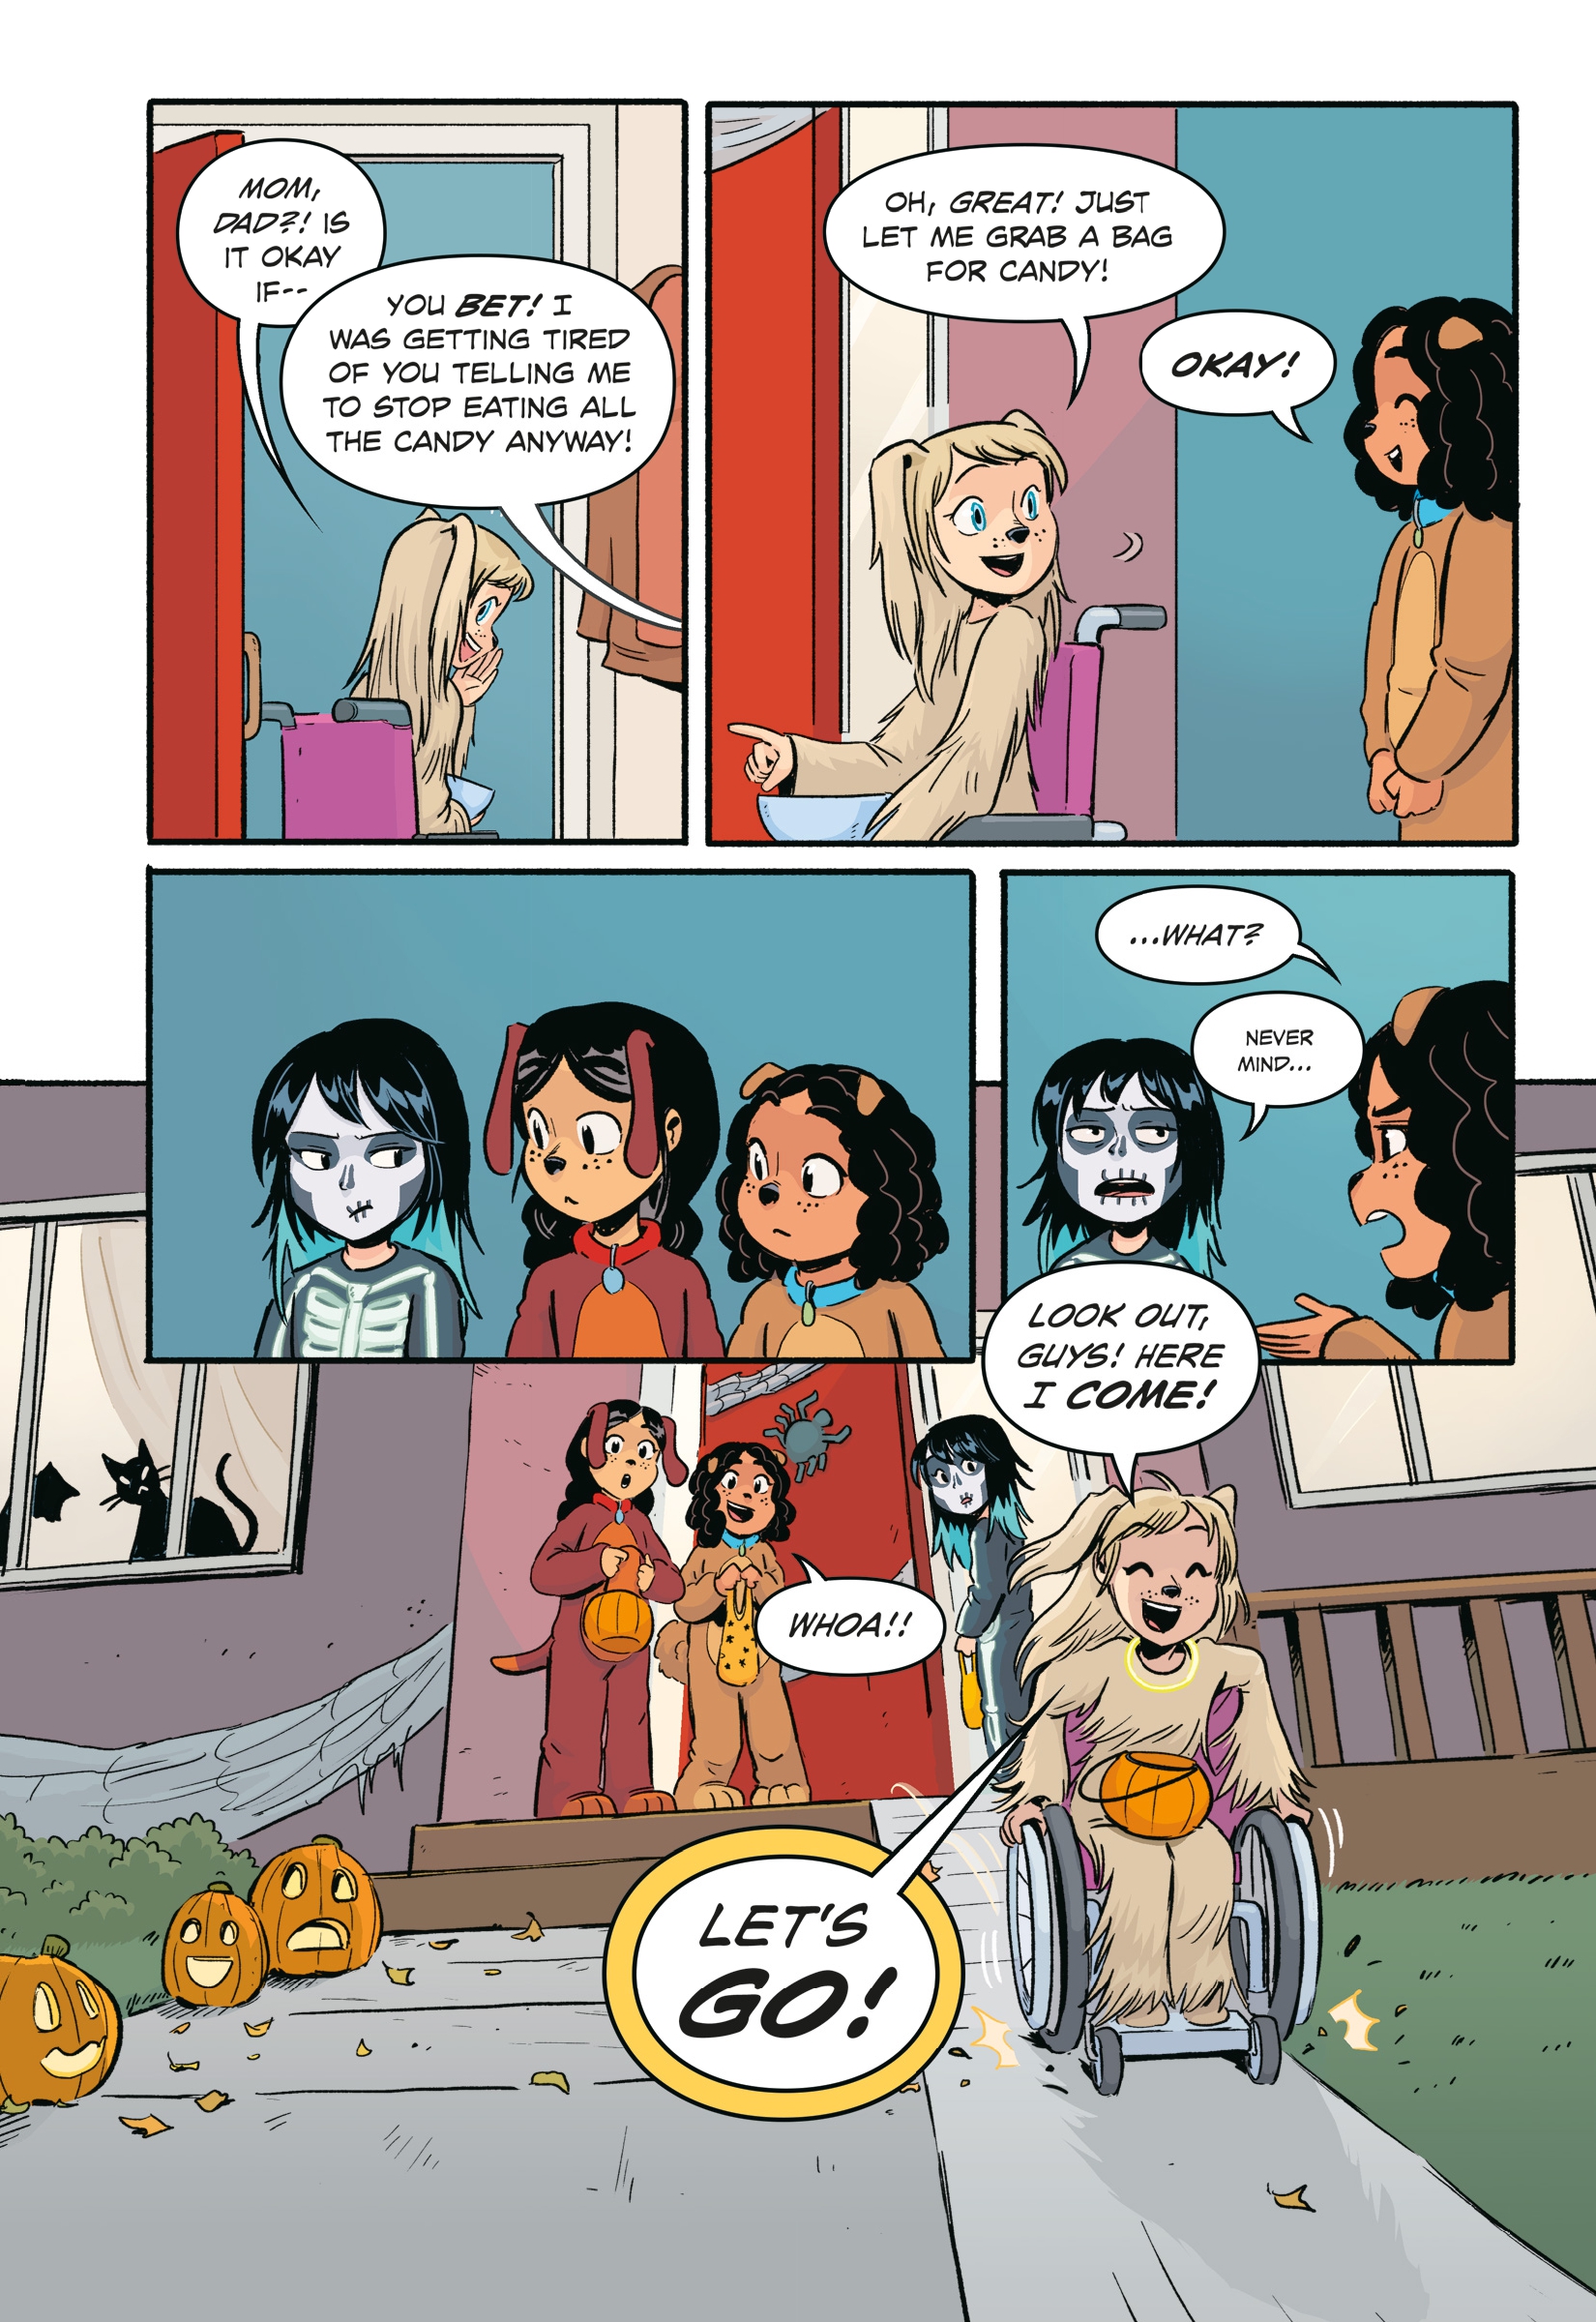 MOM,
DAD?! IS
IT OKAY
IF--
YOU BET! I
WAS GETTING TIRED
OF YOU TELLING ME
TO STOP EATING ALL
THE CANDY ANYWAY!
OH, GREAT! JUST
LET ME GRAB A BAG
FOR CANDY!
OKAY!
...WHAT?
NEVER
MIND...
LOOK OUT,
GUYS! HERE
I COME!
WHOA!!
LET'S
GO!